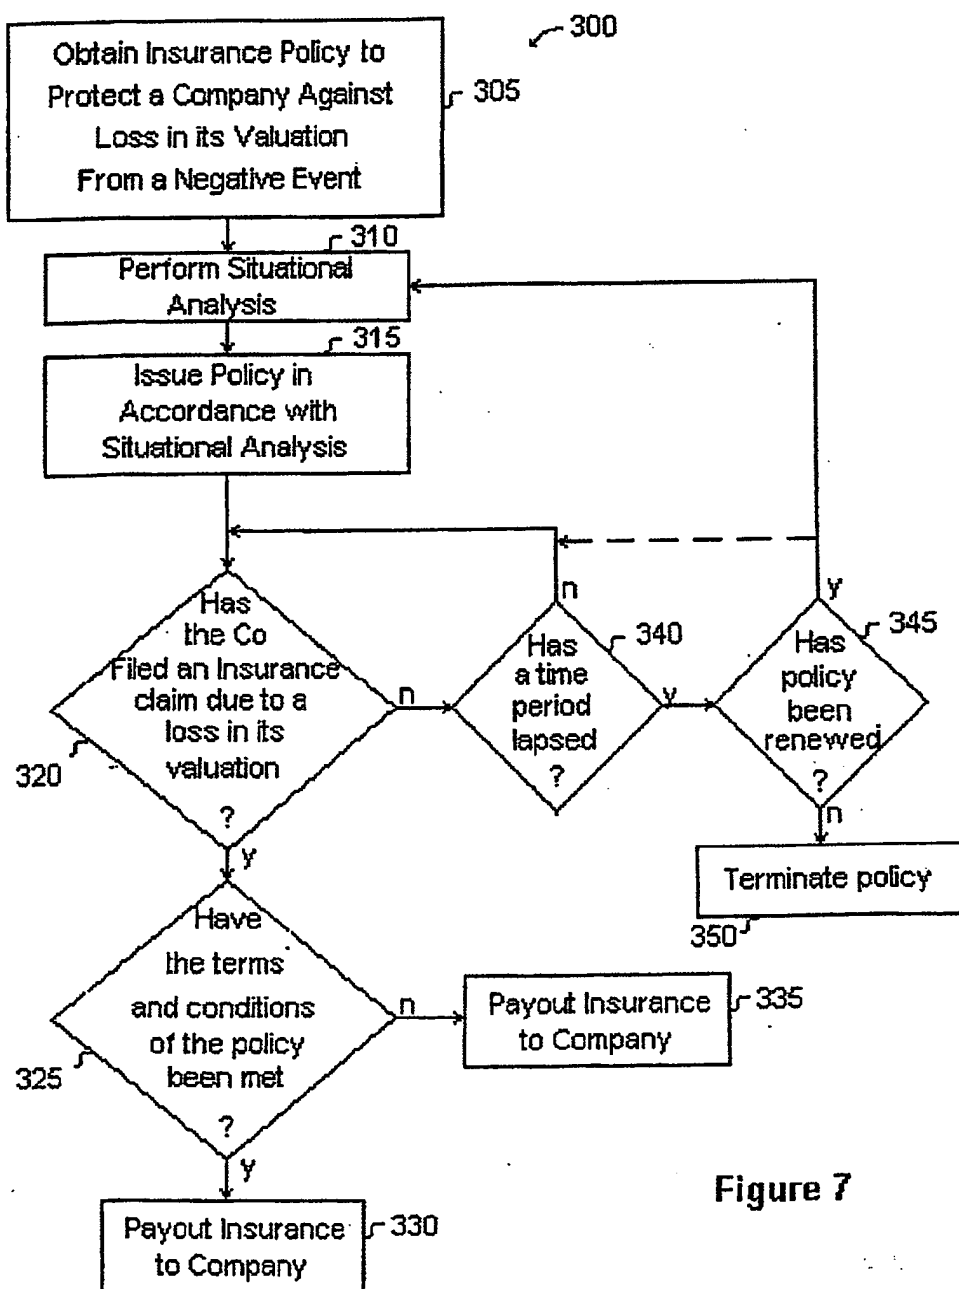 300
Obtain Insurance Policy to
Protect a Company Against
Loss in its Valuation
From a Negative Event
305
310
Perform Situational
Analysis
315
Issue Policy in
Accordance with
Situational Analysis
Has
the Co
Filed an Insurance
claim due to a
loss in its
valuation
?
320
n
y
n
Has
a time
period
lapsed
?
340
y
y
Has
policy
been
renewed
?
345
n
Terminate policy
350
Have
the terms
and conditions
of the policy
been met
?
325
n
Payout Insurance
to Company
335
y
Payout Insurance
to Company
330
Figure 7